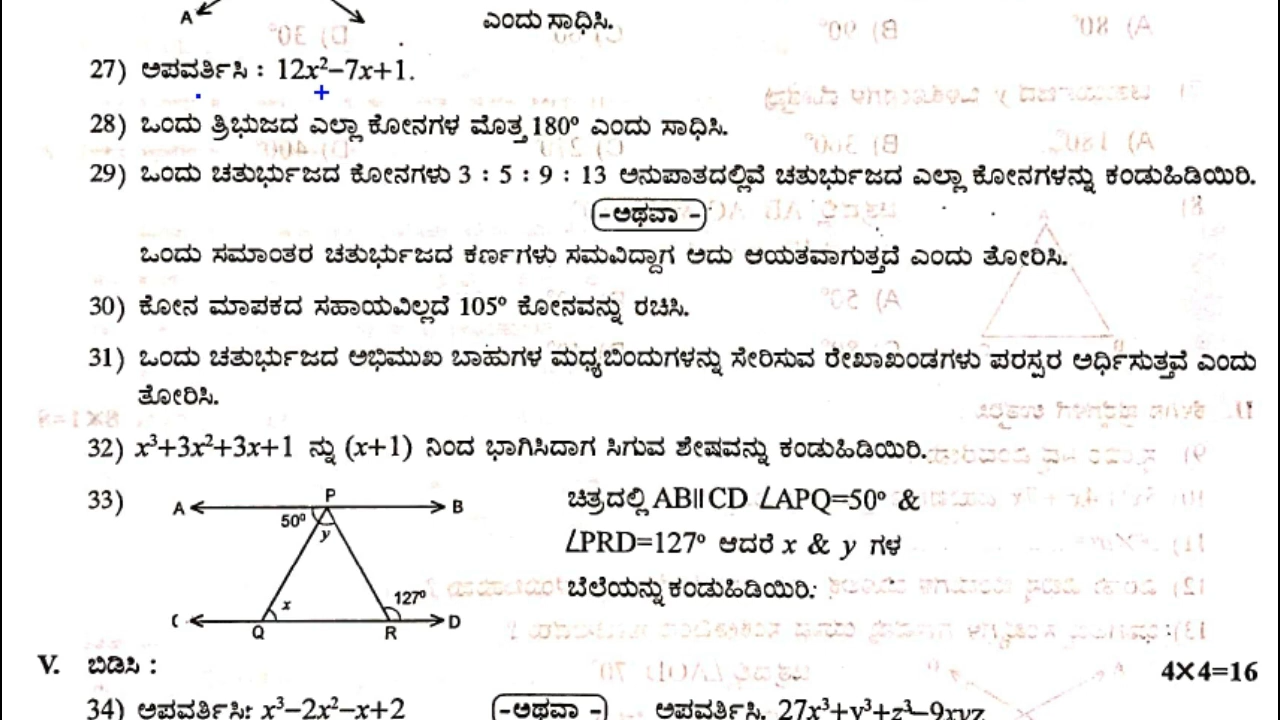 A
ಎಂದು ಸಾಧಿಸಿ.
27) ಅಪವರ್ತಿಸಿ : 12x²−7x+1.
28) ಒಂದು ತ್ರಿಭುಜದ ಎಲ್ಲಾ ಕೋನಗಳ ಮೊತ್ತ 180° ಎಂದು ಸಾಧಿಸಿ.
29) ಒಂದು ಚತುರ್ಭುಜದ ಕೋನಗಳು 3 : 5 : 9 : 13 ಅನುಪಾತದಲ್ಲಿವೆ ಚತುರ್ಭುಜದ ಎಲ್ಲಾ ಕೋನಗಳನ್ನು ಕಂಡುಹಿಡಿಯಿರಿ.
-ಅಥವಾ -
ಒಂದು ಸಮಾಂತರ ಚತುರ್ಭುಜದ ಕರ್ಣಗಳು ಸಮವಿದ್ದಾಗ ಅದು ಆಯತವಾಗುತ್ತದೆ ಎಂದು ತೋರಿಸಿ.
30) ಕೋನ ಮಾಪಕದ ಸಹಾಯವಿಲ್ಲದೆ 105° ಕೋನವನ್ನು ರಚಿಸಿ.
31) ಒಂದು ಚತುರ್ಭುಜದ ಅಭಿಮುಖ ಬಾಹುಗಳ ಮಧ್ಯಬಿಂದುಗಳನ್ನು ಸೇರಿಸುವ ರೇಖಾಖಂಡಗಳು ಪರಸ್ಪರ ಅರ್ಧಿಸುತ್ತವೆ ಎಂದು
ತೋರಿಸಿ.
32) x³+3x²+3x+1 ನ್ನು (x+1) ನಿಂದ ಭಾಗಿಸಿದಾಗ ಸಿಗುವ ಶೇಷವನ್ನು ಕಂಡುಹಿಡಿಯಿರಿ.
33) A P B
50° y
x 127°
C Q R D
ಚಿತ್ರದಲ್ಲಿ AB||CD ∠APQ=50° &
∠PRD=127° ಆದರೆ x & y ಗಳ
ಬೆಲೆಯನ್ನು ಕಂಡುಹಿಡಿಯಿರಿ.
V. ಬಿಡಿಸಿ : 4×4=16
34) ಅಪವರ್ತಿಸಿ: x³−2x²−x+2 -ಅಥವಾ - ಅಪವರ್ತಿಸಿ. 27x³+y³+z³−9xyz